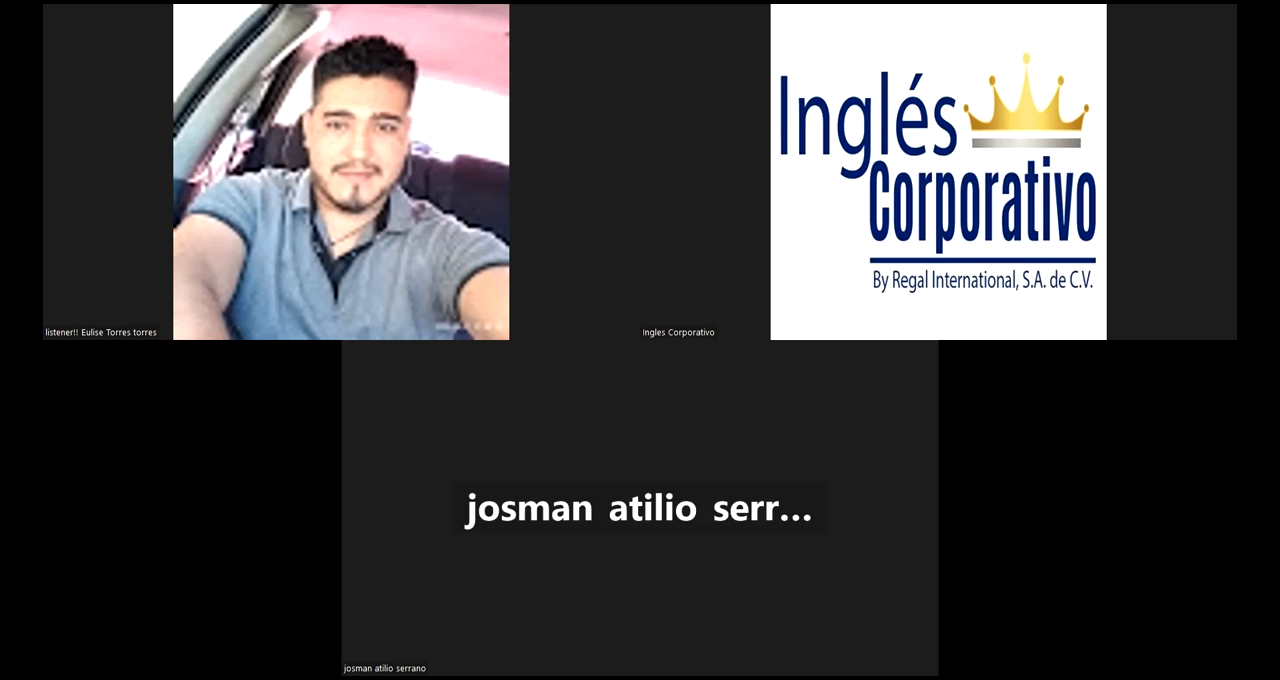 listener!! Eulise Torres torres
Inglés
Corporativo
By Regal International, S.A. de C.V.
Ingles Corporativo
josman atilio serr...
josman atilio serrano